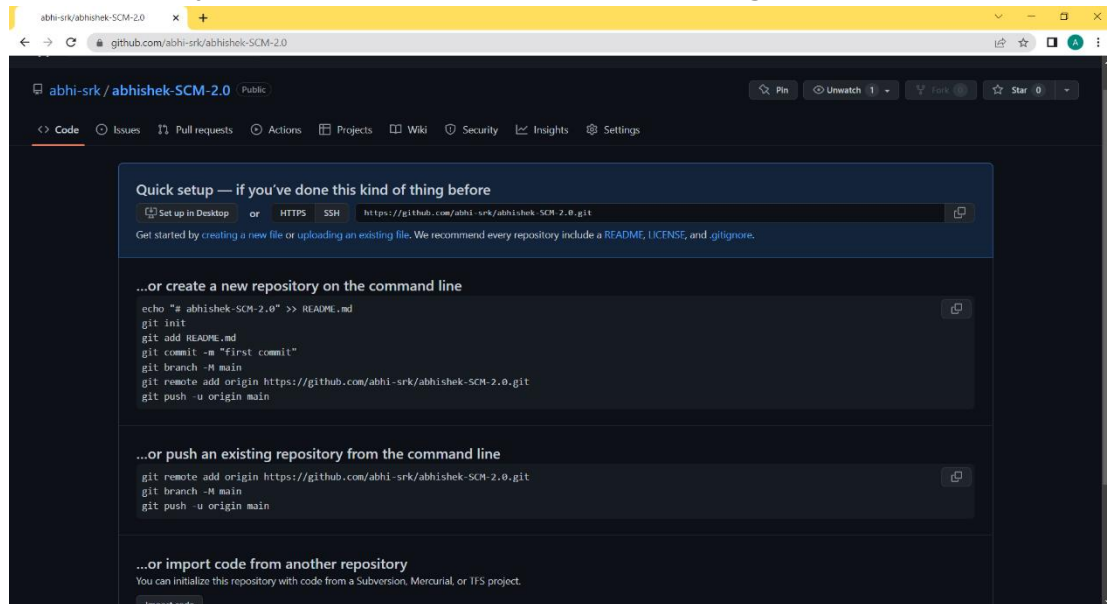 abhi-srk/abhishek-SCM-2.0
github.com/abhi-srk/abhishek-SCM-2.0
abhi-srk / abhishek-SCM-2.0 Public
Pin Unwatch 1 Fork 0 Star 0
Code Issues Pull requests Actions Projects Wiki Security Insights Settings
Quick setup — if you've done this kind of thing before
Set up in Desktop or HTTPS SSH https://github.com/abhi-srk/abhishek-SCM-2.0.git
Get started by creating a new file or uploading an existing file. We recommend every repository include a README, LICENSE, and .gitignore.
...or create a new repository on the command line
echo "# abhishek-SCM-2.0" >> README.md
git init
git add README.md
git commit -m "first commit"
git branch -M main
git remote add origin https://github.com/abhi-srk/abhishek-SCM-2.0.git
git push -u origin main
...or push an existing repository from the command line
git remote add origin https://github.com/abhi-srk/abhishek-SCM-2.0.git
git branch -M main
git push -u origin main
...or import code from another repository
You can initialize this repository with code from a Subversion, Mercurial, or TFS project.
Import code